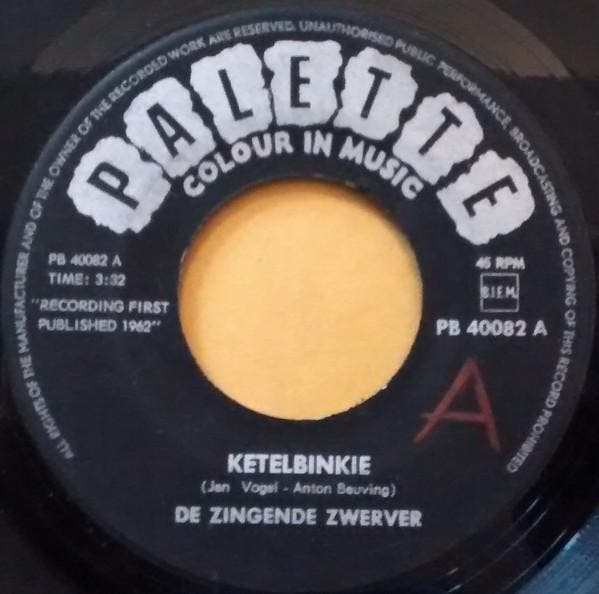 ALL RIGHTS OF THE MANUFACTURER AND OF THE OWNER OF THE RECORDED WORK ARE RESERVED. UNAUTHORISED PUBLIC PERFORMANCE, BROADCASTING AND COPYING OF THIS RECORD PROHIBITED
PALETTE
COLOUR IN MUSIC
PB 40082 A
TIME: 3:32
"RECORDING FIRST
PUBLISHED 1962"
45 RPM
B.I.E.M.
PB 40082 A
A
KETELBINKIE
(Jan Vogel - Anton Beuving)
DE ZINGENDE ZWERVER